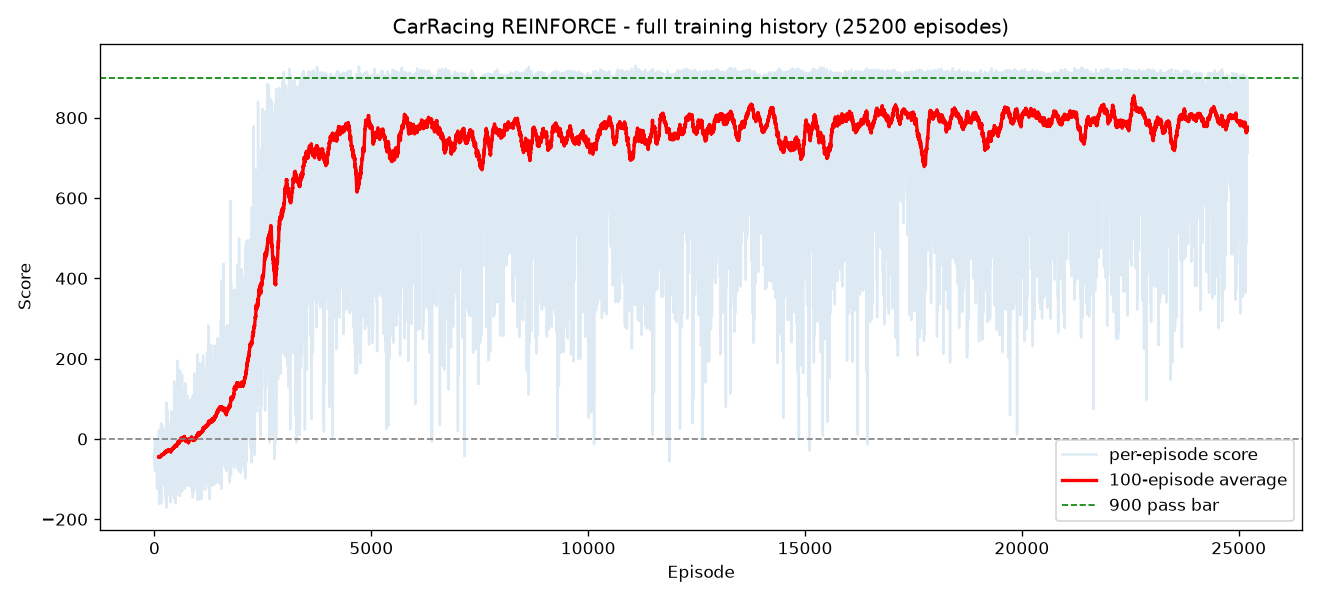 CarRacing REINFORCE - full training history (25200 episodes)
Score
800
600
400
200
0
−200
0
5000
10000
15000
20000
25000
Episode
per-episode score
100-episode average
900 pass bar